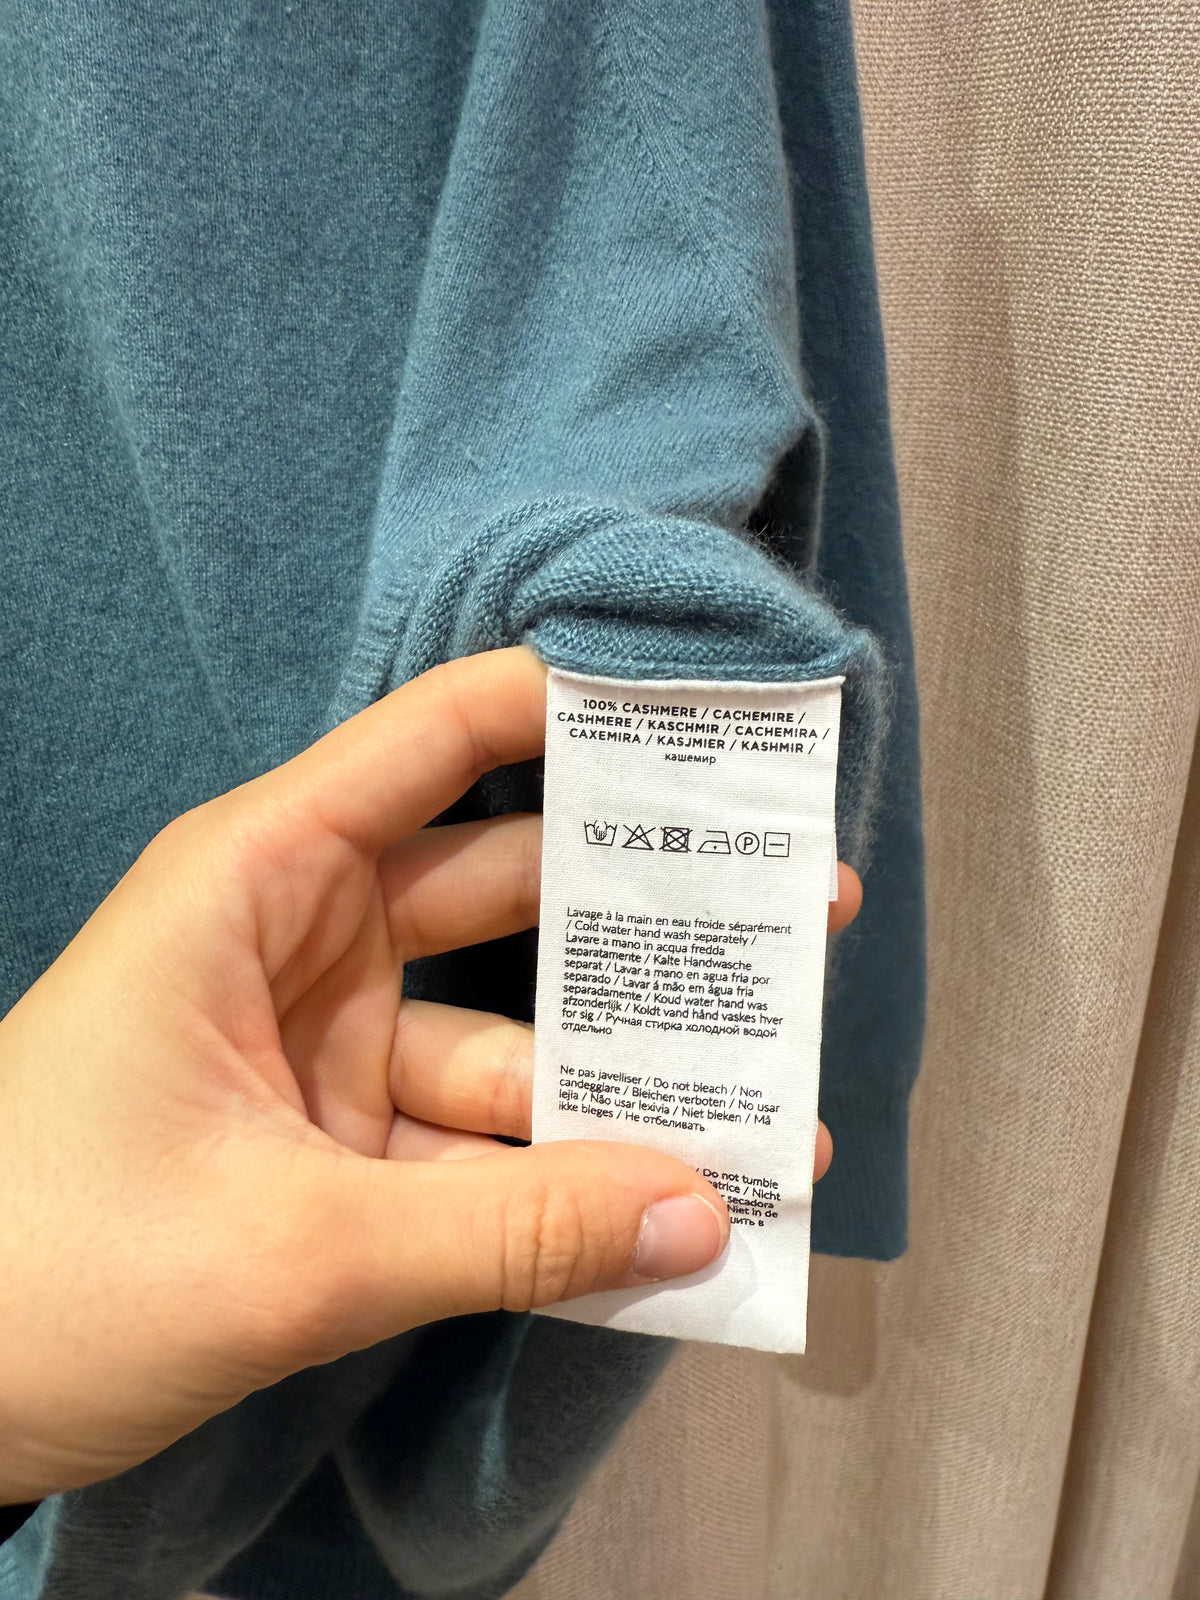 100% CASHMERE / CACHEMIRE /
CASHMERE / KASCHMIR / CACHEMIRA /
CAXEMIRA / KASJMIER / KASHMIR /
кашемир
P
Lavage à la main en eau froide séparément
/ Cold water hand wash separately /
Lavare a mano in acqua fredda
separatamente / Kalte Handwasche
separat / Lavar a mano en agua fria por
separado / Lavar á mão em água fria
separadamente / Koud water hand was
afzonderlijk / Koldt vand hånd vaskes hver
for sig / Ручная стирка холодной водой
отдельно
Ne pas javelliser / Do not bleach / Non
candeggiare / Bleichen verboten / No usar
lejia / Não usar lexivia / Niet bleken / Må
ikke bleges / Не отбеливать
/ Do not tumble
/ Nicht
secadora
Niet in de
в